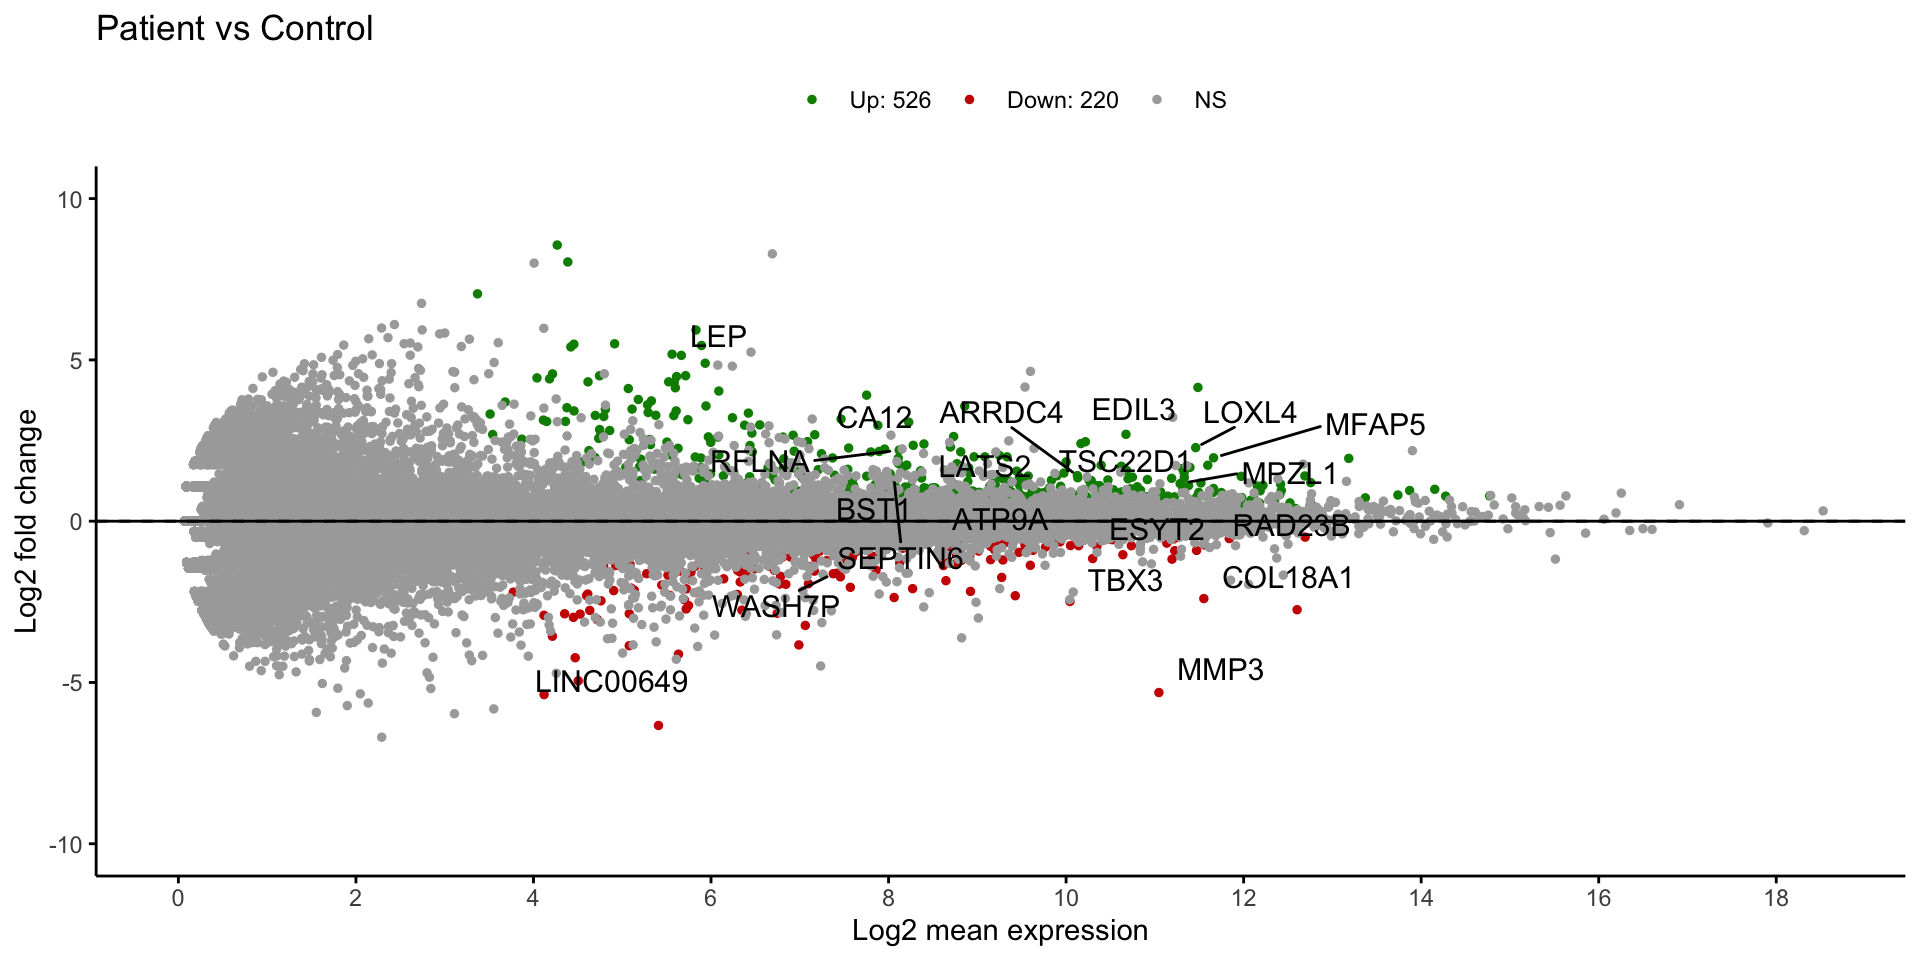 Patient vs Control
Up: 526 Down: 220 NS
10
5
0
-5
-10
Log2 fold change
LEP
CA12
ARRDC4
EDIL3
LOXL4
MFAP5
RFLNA
LATS2
TSC22D1
MPZL1
BST1
ATP9A
ESYT2
RAD23B
SEPTIN6
TBX3
COL18A1
WASH7P
LINC00649
MMP3
0 2 4 6 8 10 12 14 16 18
Log2 mean expression